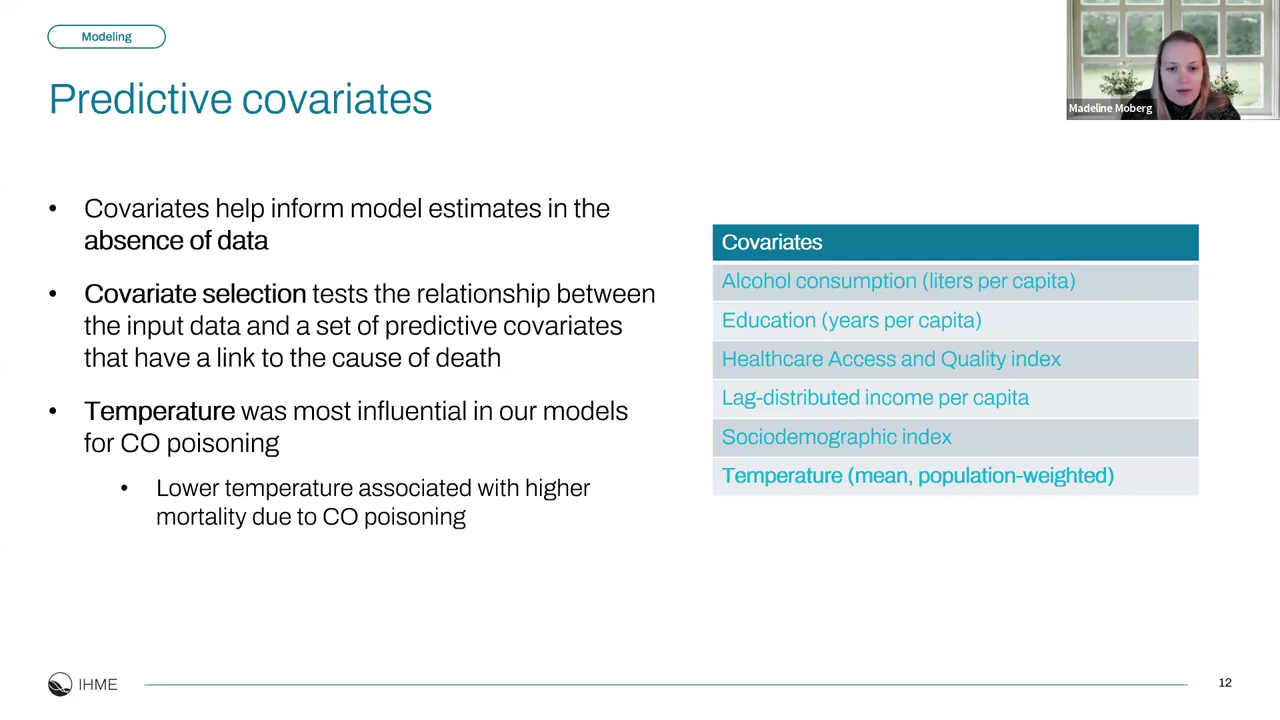 Modeling
Predictive covariates
Madeline Moberg
• Covariates help inform model estimates in the
absence of data
• Covariate selection tests the relationship between
the input data and a set of predictive covariates
that have a link to the cause of death
• Temperature was most influential in our models
for CO poisoning
• Lower temperature associated with higher
mortality due to CO poisoning
Covariates
Alcohol consumption (liters per capita)
Education (years per capita)
Healthcare Access and Quality index
Lag-distributed income per capita
Sociodemographic index
Temperature (mean, population-weighted)
IHME
12